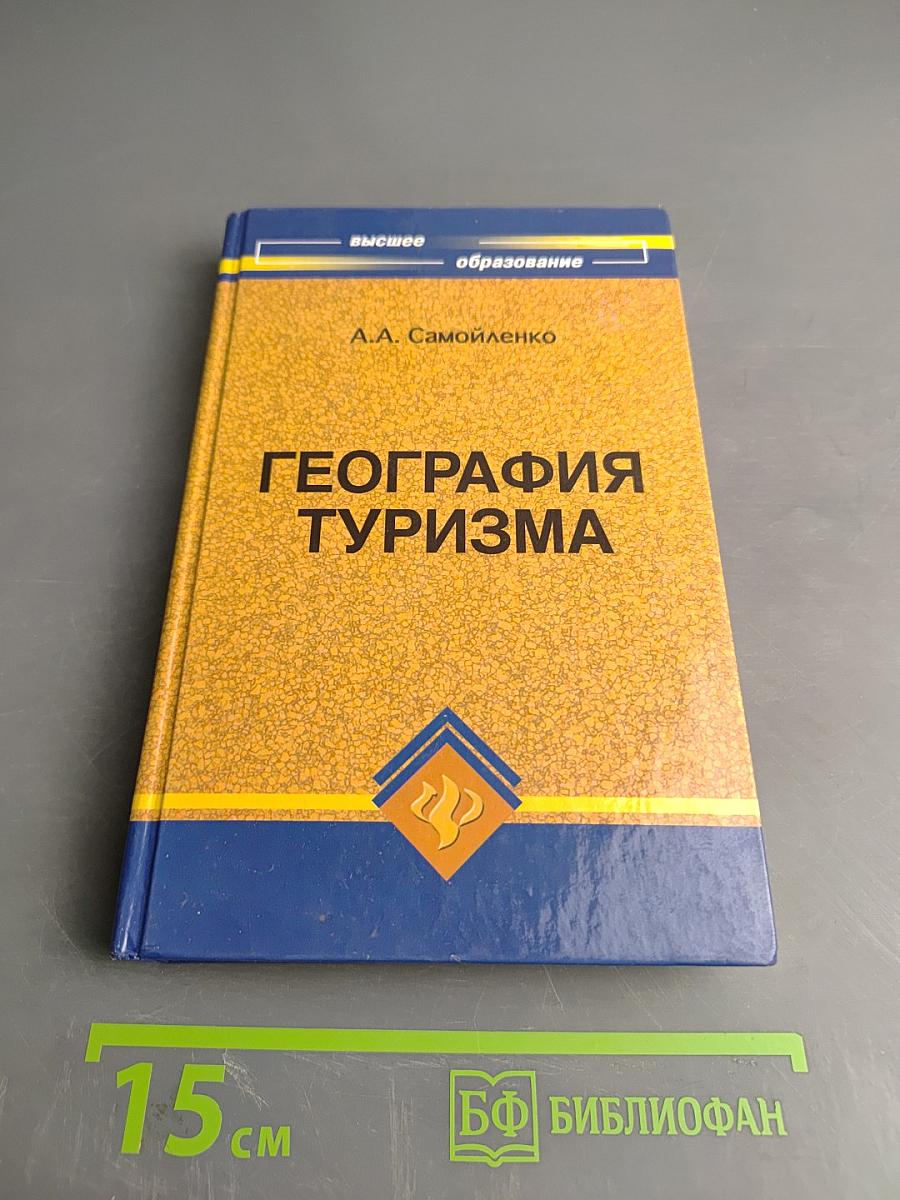 высшее
образование
А.А. Самойленко
ГЕОГРАФИЯ
ТУРИЗМА
15 см
БФ БИБЛИОФАН